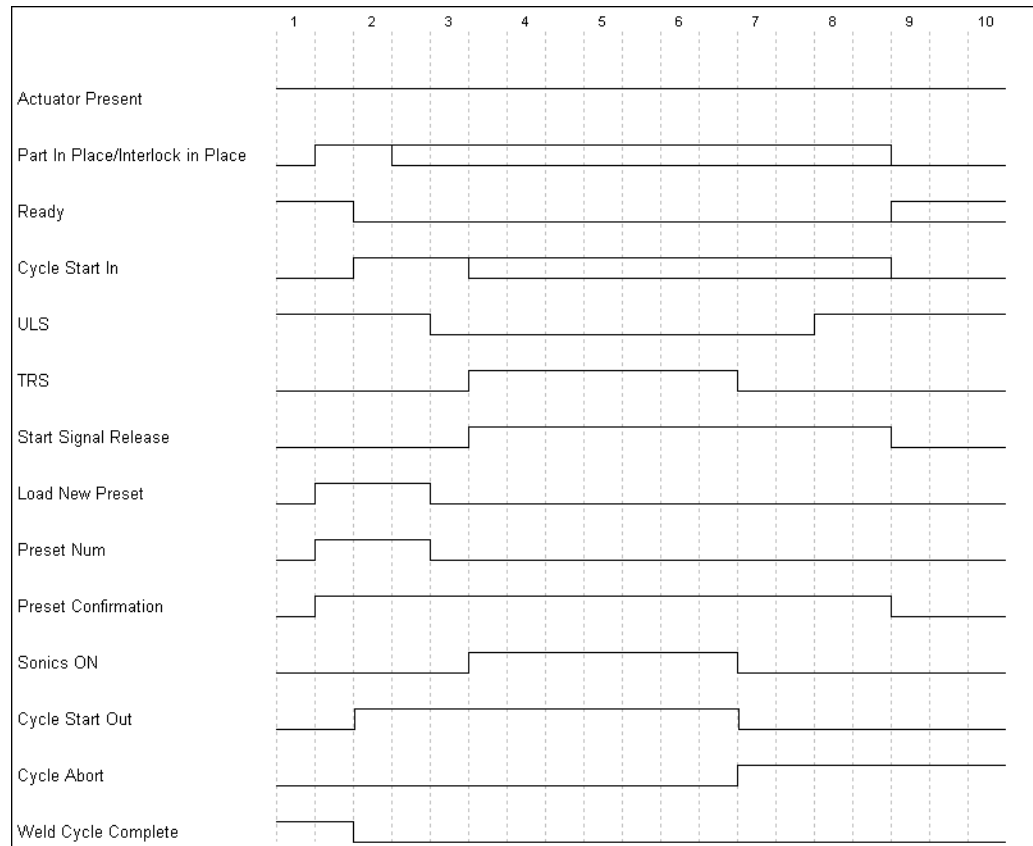 1 2 3 4 5 6 7 8 9 10
Actuator Present
Part In Place/Interlock in Place
Ready
Cycle Start In
ULS
TRS
Start Signal Release
Load New Preset
Preset Num
Preset Confirmation
Sonics ON
Cycle Start Out
Cycle Abort
Weld Cycle Complete